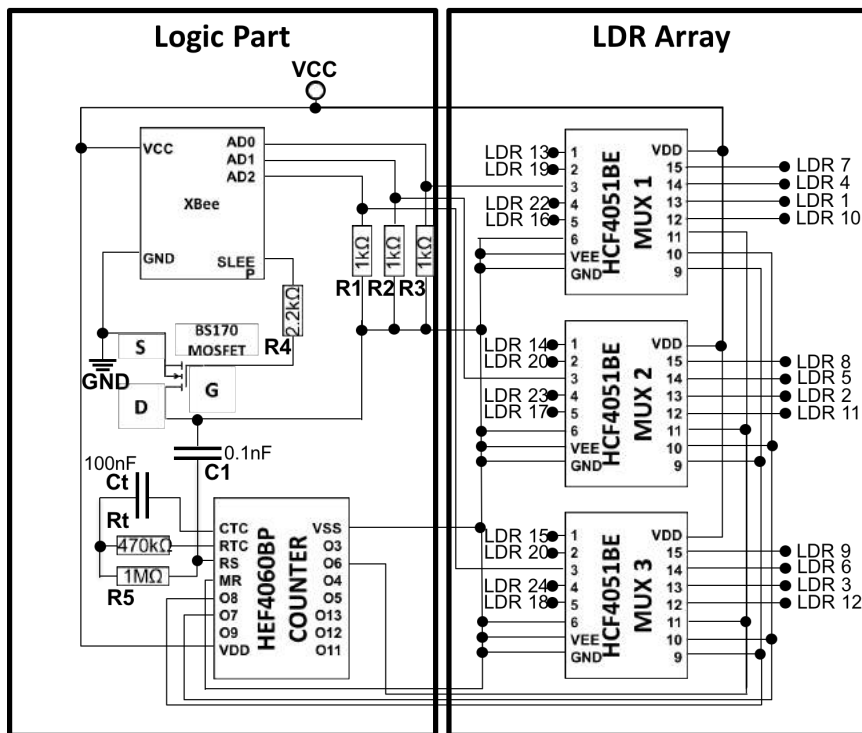 Logic Part
LDR Array
VCC
VCC
AD0
AD1
AD2
XBee
GND
SLEE
P
1kΩ
1kΩ
1kΩ
R1
R2
R3
2.2kΩ
R4
BS170
MOSFET
S
G
D
GND
0.1nF
C1
100nF
Ct
Rt
470kΩ
1MΩ
R5
CTC
RTC
RS
MR
O8
O7
O9
VDD
HEF4060BP
COUNTER
VSS
O3
O6
O4
O5
O13
O12
O11
LDR 13
LDR 19
LDR 22
LDR 16
1
2
3
4
5
6
VEE
GND
HCF4051BE
MUX 1
VDD
15
14
13
12
11
10
9
LDR 7
LDR 4
LDR 1
LDR 10
LDR 14
LDR 20
LDR 23
LDR 17
1
2
3
4
5
6
VEE
GND
HCF4051BE
MUX 2
VDD
15
14
13
12
11
10
9
LDR 8
LDR 5
LDR 2
LDR 11
LDR 15
LDR 20
LDR 24
LDR 18
1
2
3
4
5
6
VEE
GND
HCF4051BE
MUX 3
VDD
15
14
13
12
11
10
9
LDR 9
LDR 6
LDR 3
LDR 12